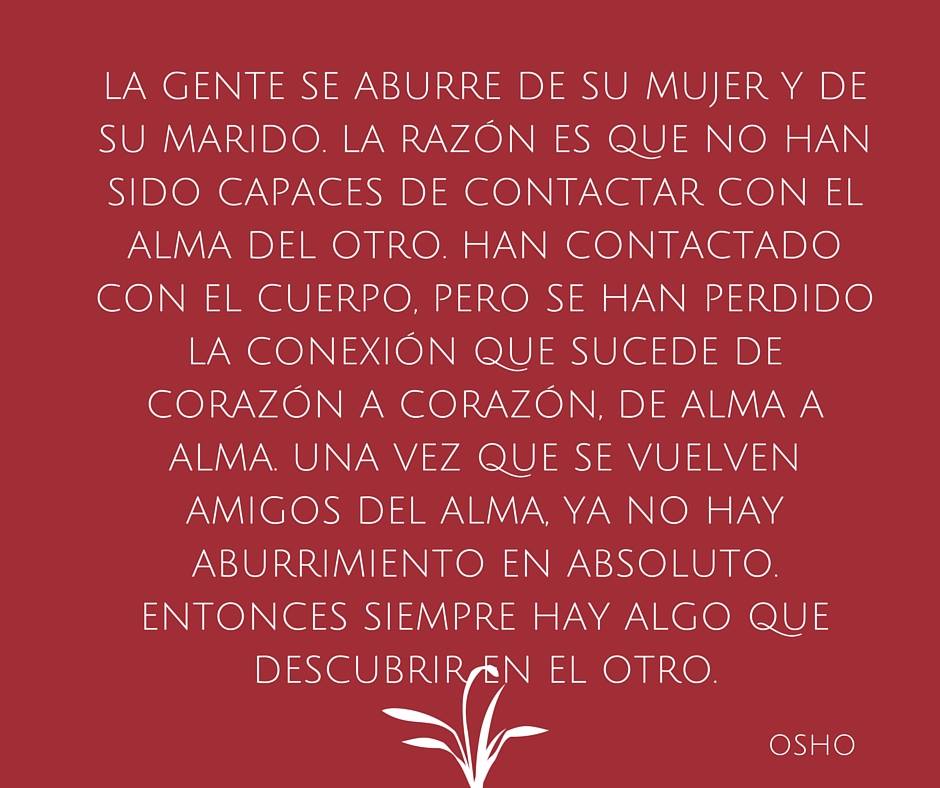 LA GENTE SE ABURRE DE SU MUJER Y DE
SU MARIDO. LA RAZÓN ES QUE NO HAN
SIDO CAPACES DE CONTACTAR CON EL
ALMA DEL OTRO. HAN CONTACTADO
CON EL CUERPO, PERO SE HAN PERDIDO
LA CONEXIÓN QUE SUCEDE DE
CORAZÓN A CORAZÓN, DE ALMA A
ALMA. UNA VEZ QUE SE VUELVEN
AMIGOS DEL ALMA, YA NO HAY
ABURRIMIENTO EN ABSOLUTO.
ENTONCES SIEMPRE HAY ALGO QUE
DESCUBRIR EN EL OTRO.
OSHO